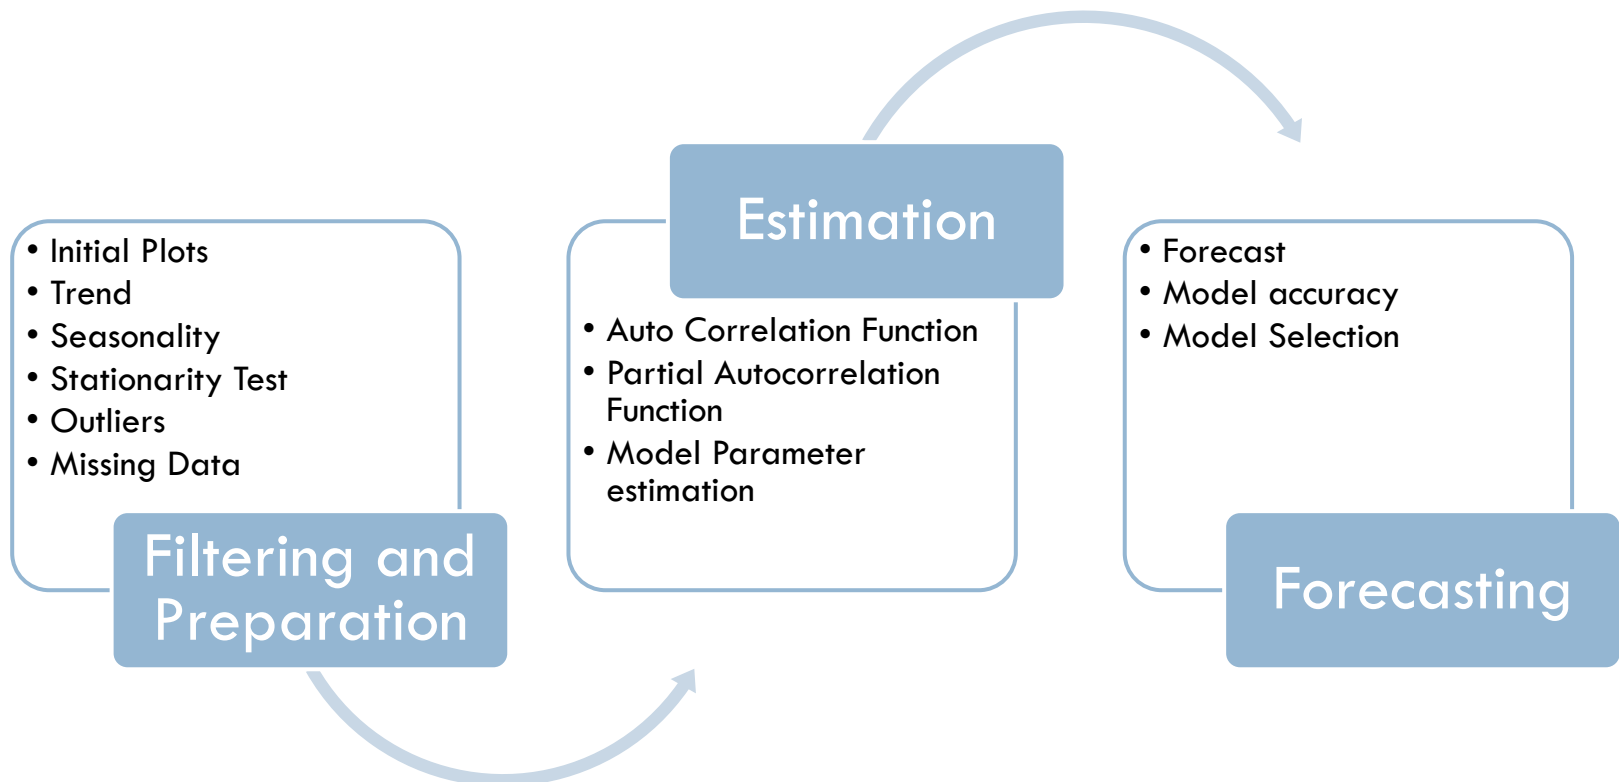 • Initial Plots
• Trend
• Seasonality
• Stationarity Test
• Outliers
• Missing Data
Filtering and
Preparation
Estimation
• Auto Correlation Function
• Partial Autocorrelation
Function
• Model Parameter
estimation
• Forecast
• Model accuracy
• Model Selection
Forecasting